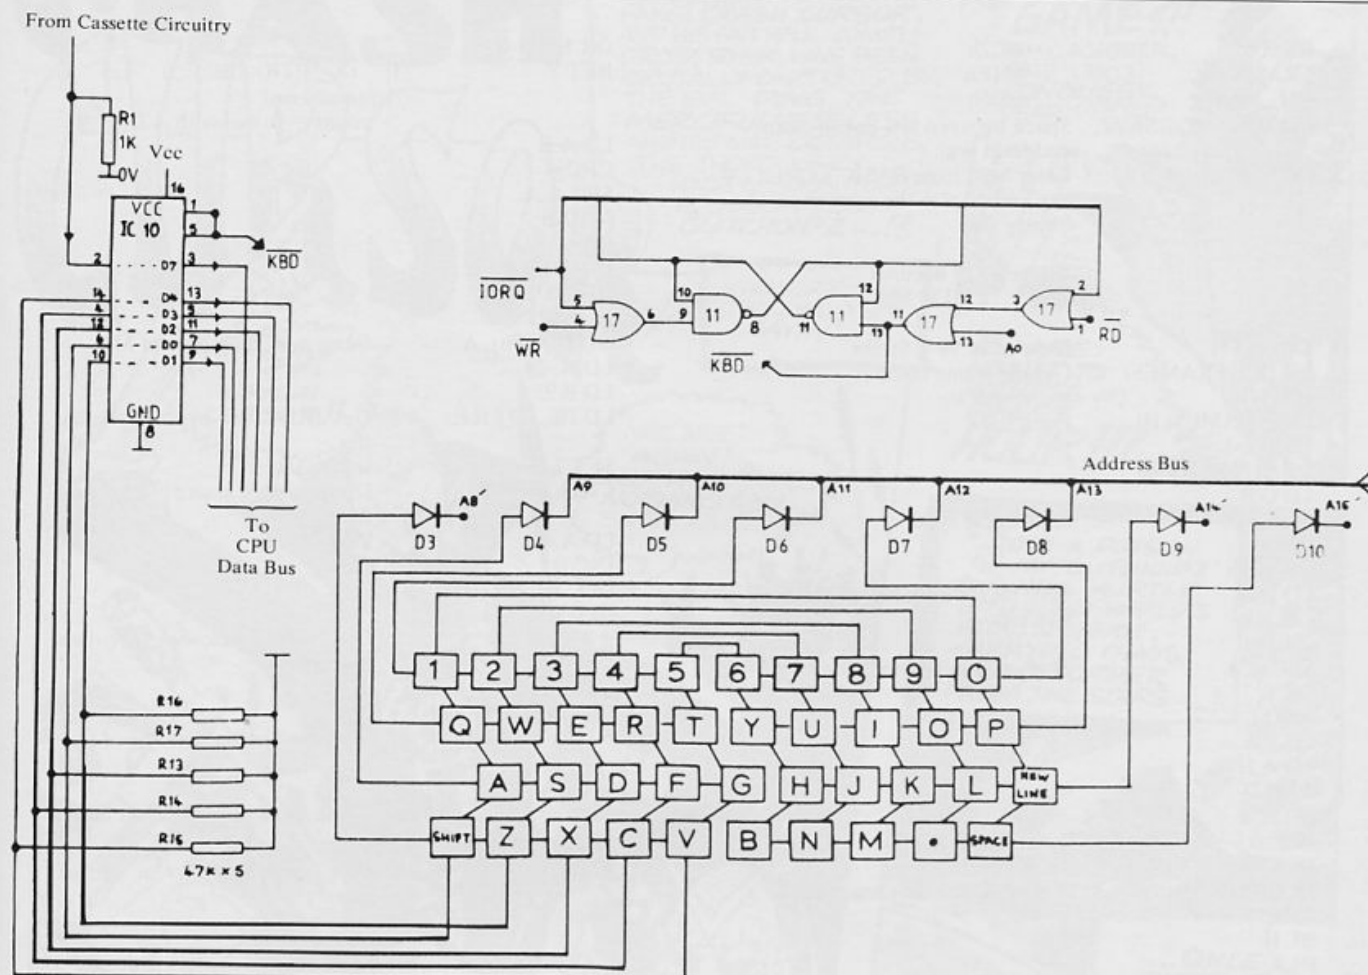 From Cassette Circuitry
R1
1K
0V
Vcc
16
VCC
IC 10
1
5
KBD
2
D7
3
14
D4
13
4
D3
5
12
D2
11
6
D0
7
10
D1
9
GND
8
To
CPU
Data Bus
IORQ
WR
5
4
17
6
10
9
11
8
12
11
11
13
KBD
11
17
12
13
A0
3
17
2
1
RD
Address Bus
A8'
A9
A10
A11
A12
A13
A14'
A15'
D3
D4
D5
D6
D7
D8
D9
D10
1 2 3 4 5 6 7 8 9 0
Q W E R T Y U I O P
A S D F G H J K L NEW LINE
SHIFT Z X C V B N M . SPACE
R16
R17
R13
R14
R15
47K x 5